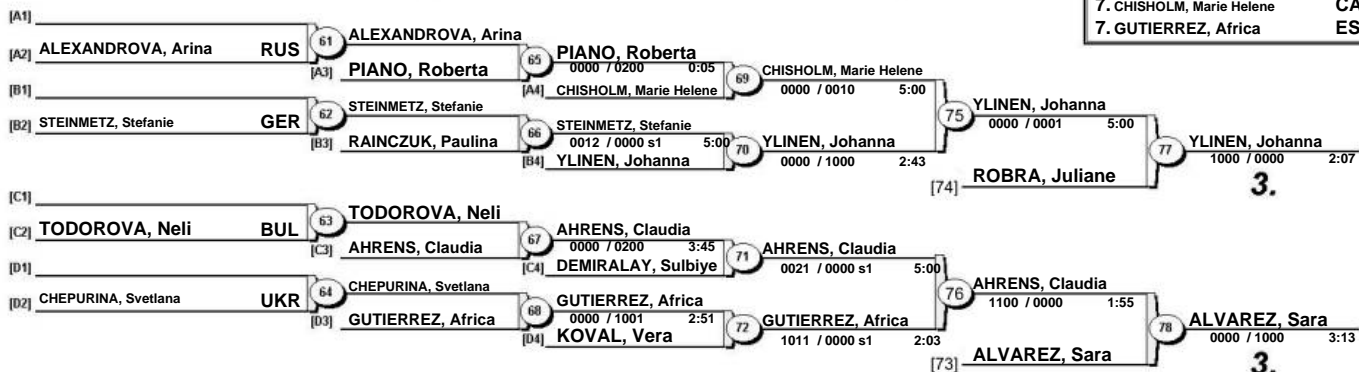 7. CHISHOLM, Marie Helene CA
7. GUTIERREZ, Africa ES
[A1]
[A2] ALEXANDROVA, Arina RUS
61
ALEXANDROVA, Arina
[A3] PIANO, Roberta
65
PIANO, Roberta
0000 / 0200 0:05
[A4] CHISHOLM, Marie Helene
69
CHISHOLM, Marie Helene
0000 / 0010 5:00
[B1]
[B2] STEINMETZ, Stefanie GER
62
STEINMETZ, Stefanie
[B3] RAINCZUK, Paulina
66
STEINMETZ, Stefanie
0012 / 0000 s1 5:00
[B4] YLINEN, Johanna
70
YLINEN, Johanna
0000 / 1000 2:43
75
YLINEN, Johanna
0000 / 0001 5:00
[74] ROBRA, Juliane
77
YLINEN, Johanna
1000 / 0000 2:07
3.
[C1]
[C2] TODOROVA, Neli BUL
63
TODOROVA, Neli
[C3] AHRENS, Claudia
67
AHRENS, Claudia
0000 / 0200 3:45
[C4] DEMIRALAY, Sulbiye
71
AHRENS, Claudia
0021 / 0000 s1 5:00
[D1]
[D2] CHEPURINA, Svetlana UKR
64
CHEPURINA, Svetlana
[D3] GUTIERREZ, Africa
68
GUTIERREZ, Africa
0000 / 1001 2:51
[D4] KOVAL, Vera
72
GUTIERREZ, Africa
1011 / 0000 s1 2:03
76
AHRENS, Claudia
1100 / 0000 1:55
[73] ALVAREZ, Sara
78
ALVAREZ, Sara
0000 / 1000 3:13
3.